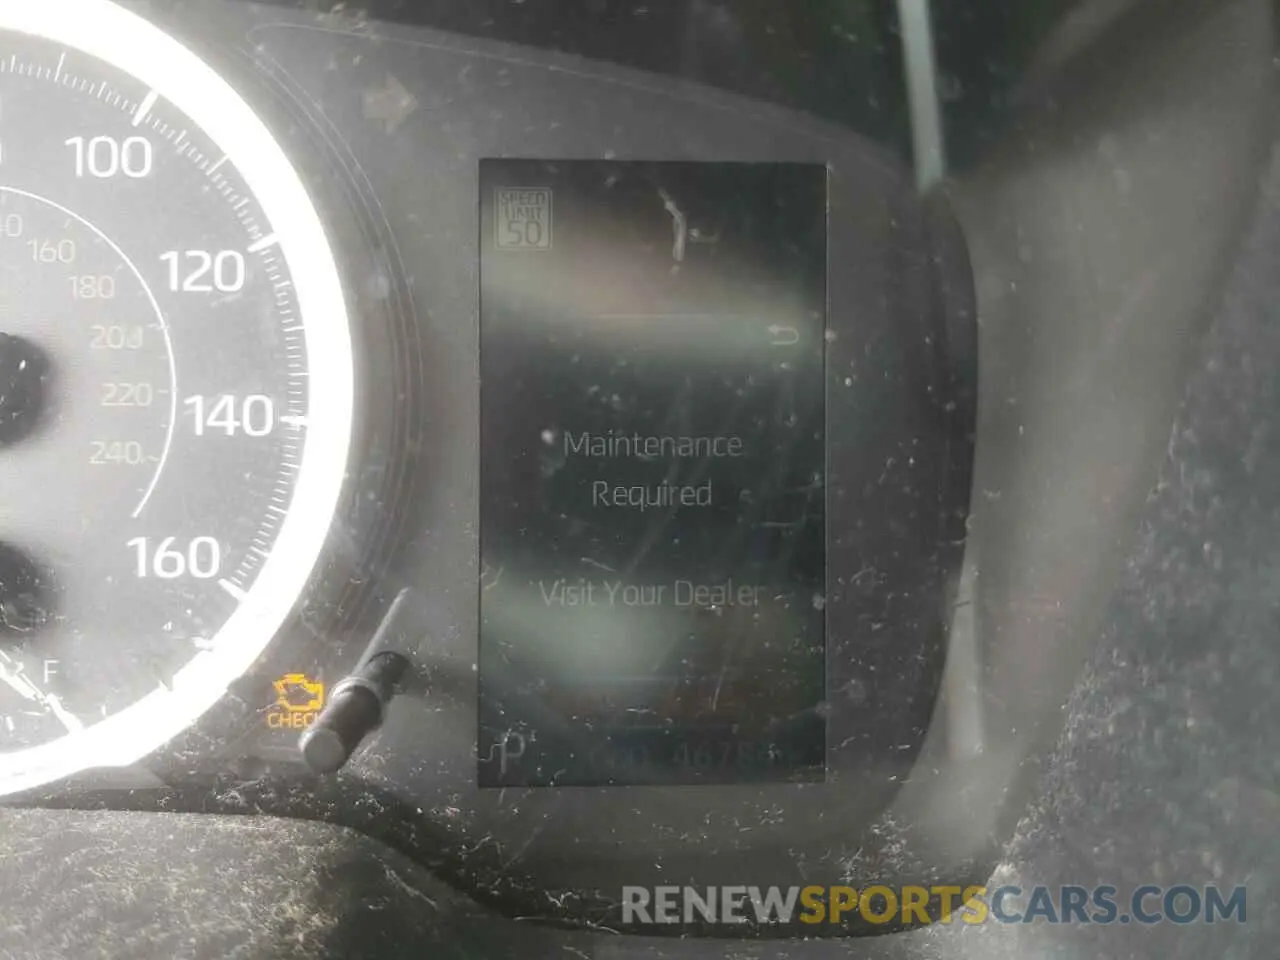 100
120
140
160
160
180
200
220
240
F
CHECK
SPEED
LIMIT
50
Maintenance
Required
Visit Your Dealer
P
RENEWSPORTSCARS.COM